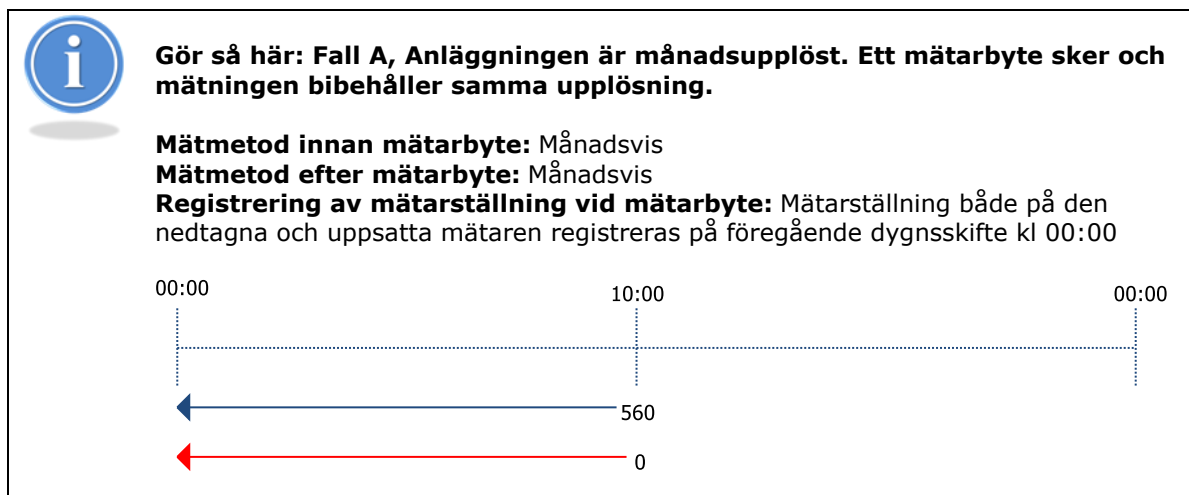 Gör så här: Fall A, Anläggningen är månadsupplöst. Ett mätarbyte sker och
mätningen bibehåller samma upplösning.
Mätmetod innan mätarbyte: Månadsvis
Mätmetod efter mätarbyte: Månadsvis
Registrering av mätarställning vid mätarbyte: Mätarställning både på den
nedtagna och uppsatta mätaren registreras på föregående dygnsskifte kl 00:00
00:00 10:00 00:00
560
0